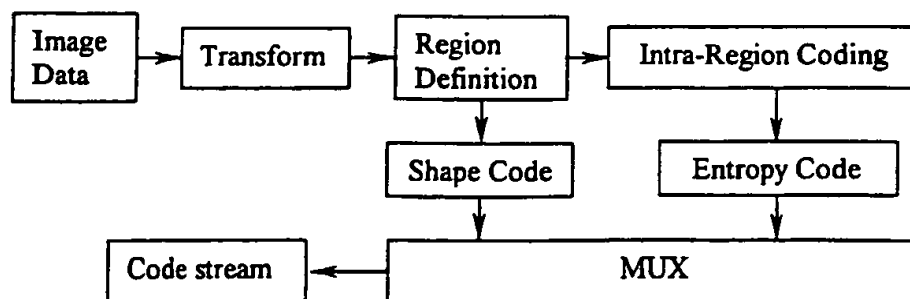 Image
Data
Transform
Region
Definition
Intra-Region Coding
Shape Code
Entropy Code
Code stream
MUX